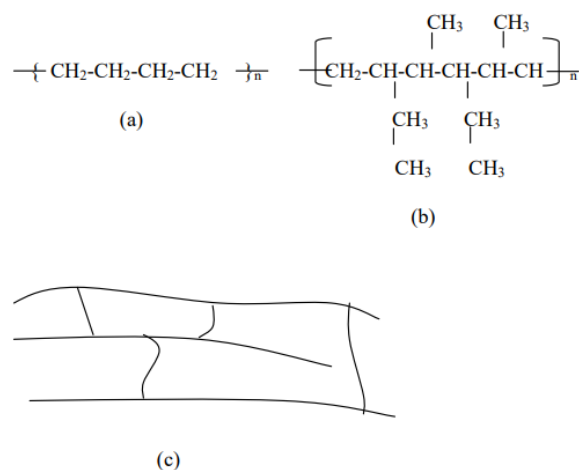 CH3 CH3
{ CH2-CH2-CH2-CH2 }n
[ CH2-CH-CH-CH-CH-CH ]n
(a)
CH3 CH3
CH3 CH3
(b)
(c)